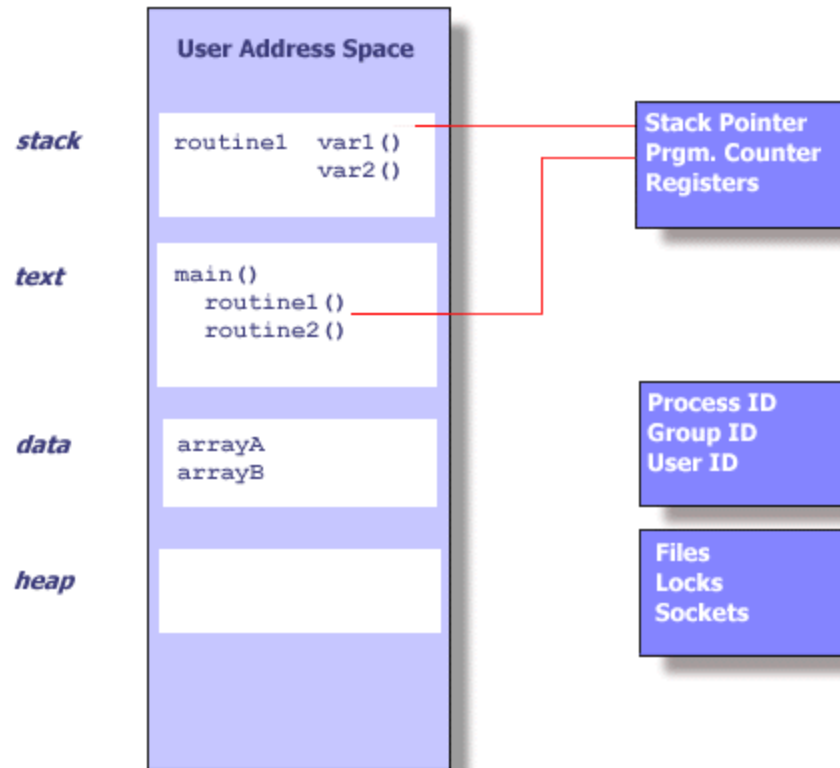 User Address Space
stack
routine1 var1()
var2()
text
main()
routine1()
routine2()
data
arrayA
arrayB
heap
Stack Pointer
Prgm. Counter
Registers
Process ID
Group ID
User ID
Files
Locks
Sockets